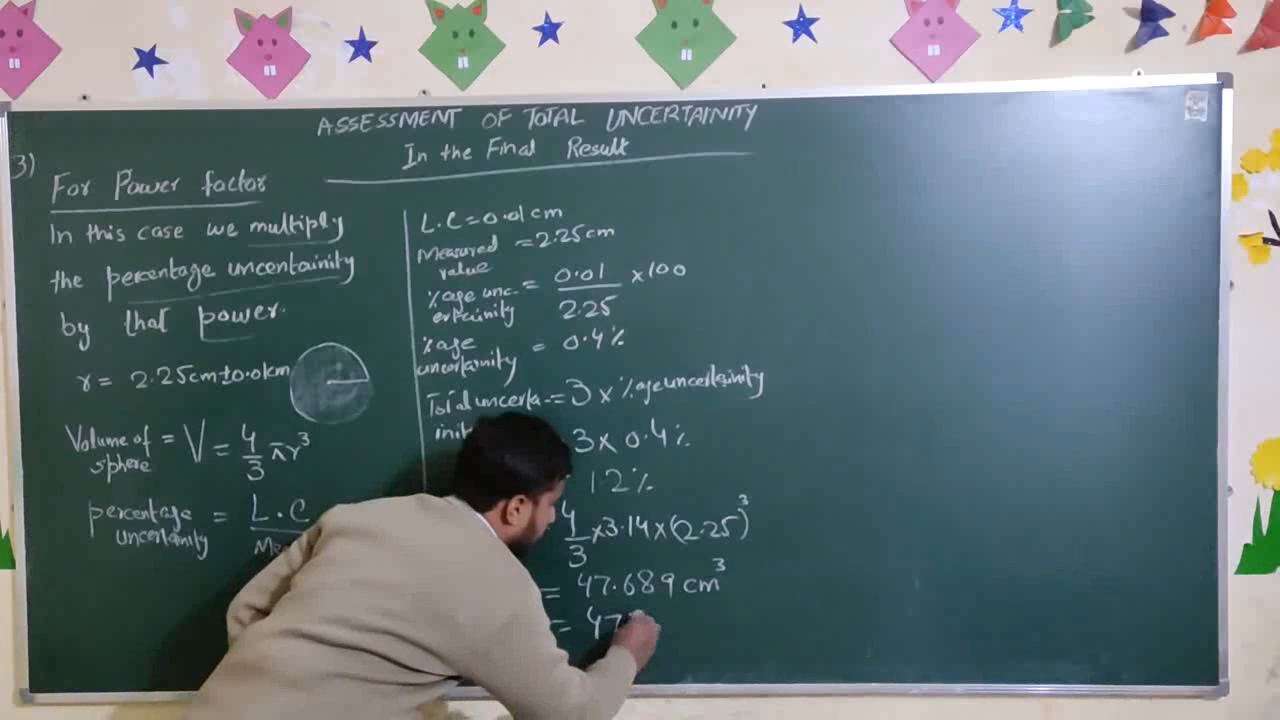 ASSESSMENT OF TOTAL UNCERTAINITY
In the Final Result
3)
For Power factor
In this case we multiply
the percentage uncertainity
by that power.
r = 2.25cm±0.01cm
Volume of sphere = V = 4/3 πr³
percentage uncertainity = L.C
L.C = 0.01 cm
Measured value = 2.25cm
%age uncertainity = 0.01/2.25 × 100
%age uncertainity = 0.4%
Total uncerta- = 3 × %age uncertainity
3 × 0.4%
1.2%
4/3 × 3.14 × (2.25)³
= 47.689 cm³
= 47